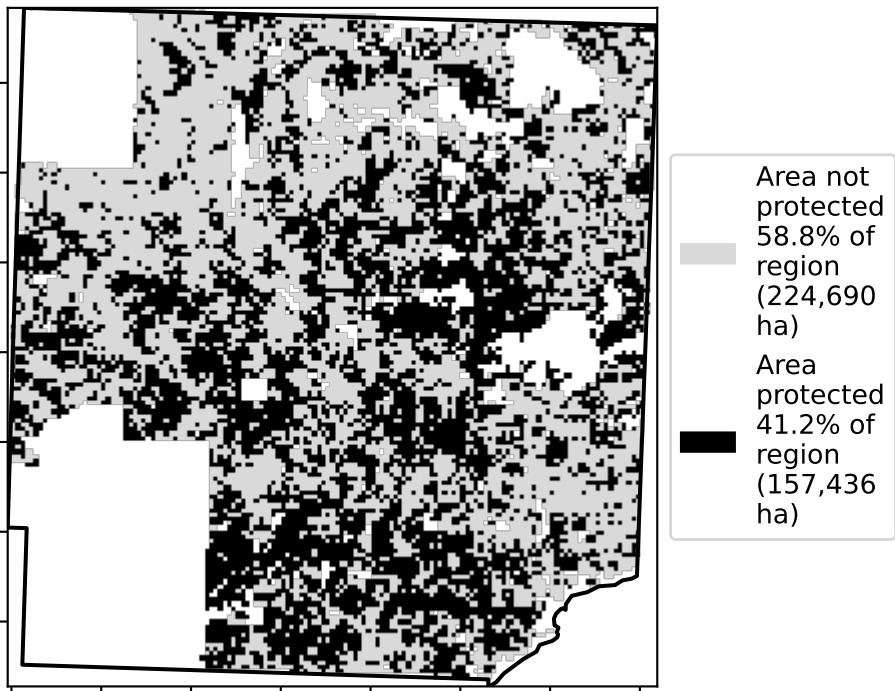 Area not
protected
58.8% of
region
(224,690
ha)
Area
protected
41.2% of
region
(157,436
ha)